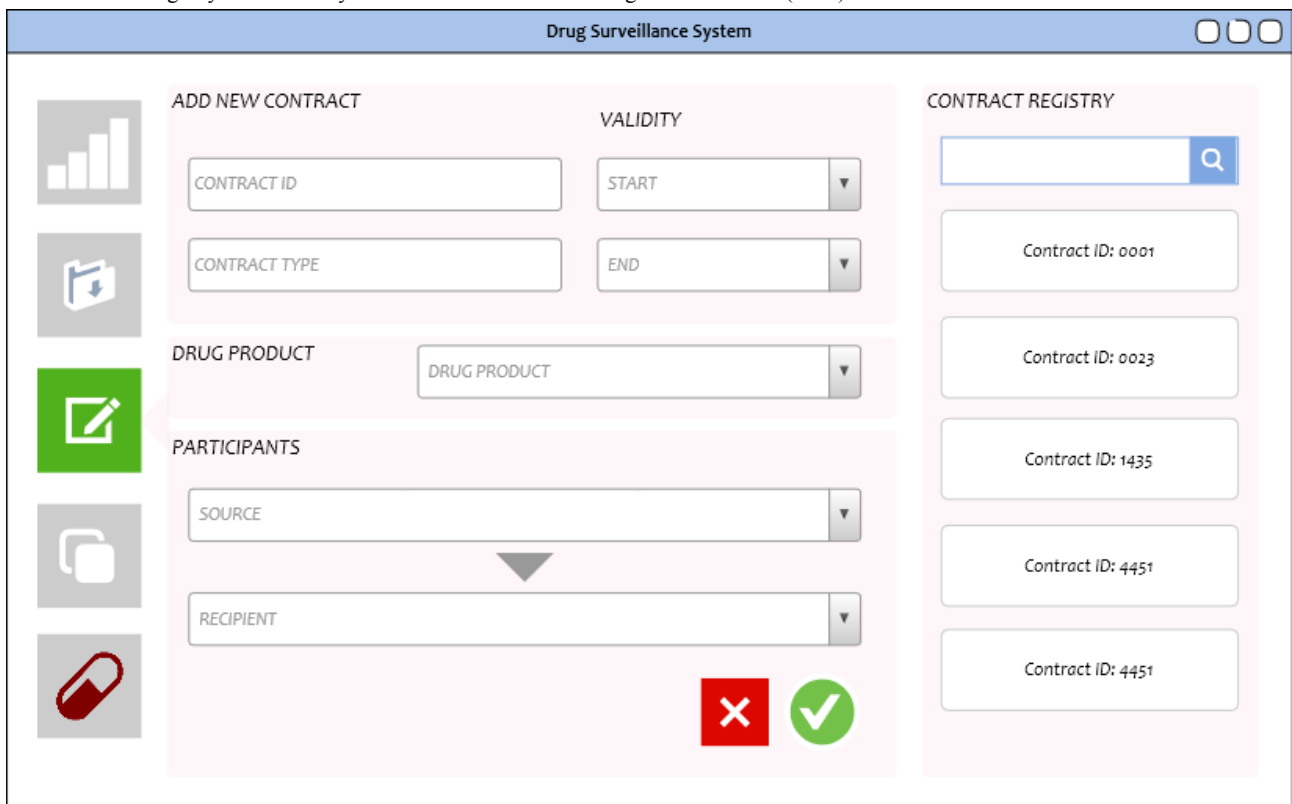 Drug Surveillance System
ADD NEW CONTRACT
VALIDITY
CONTRACT ID
START
CONTRACT TYPE
END
DRUG PRODUCT
DRUG PRODUCT
PARTICIPANTS
SOURCE
RECIPIENT
CONTRACT REGISTRY
Contract ID: 0001
Contract ID: 0023
Contract ID: 1435
Contract ID: 4451
Contract ID: 4451